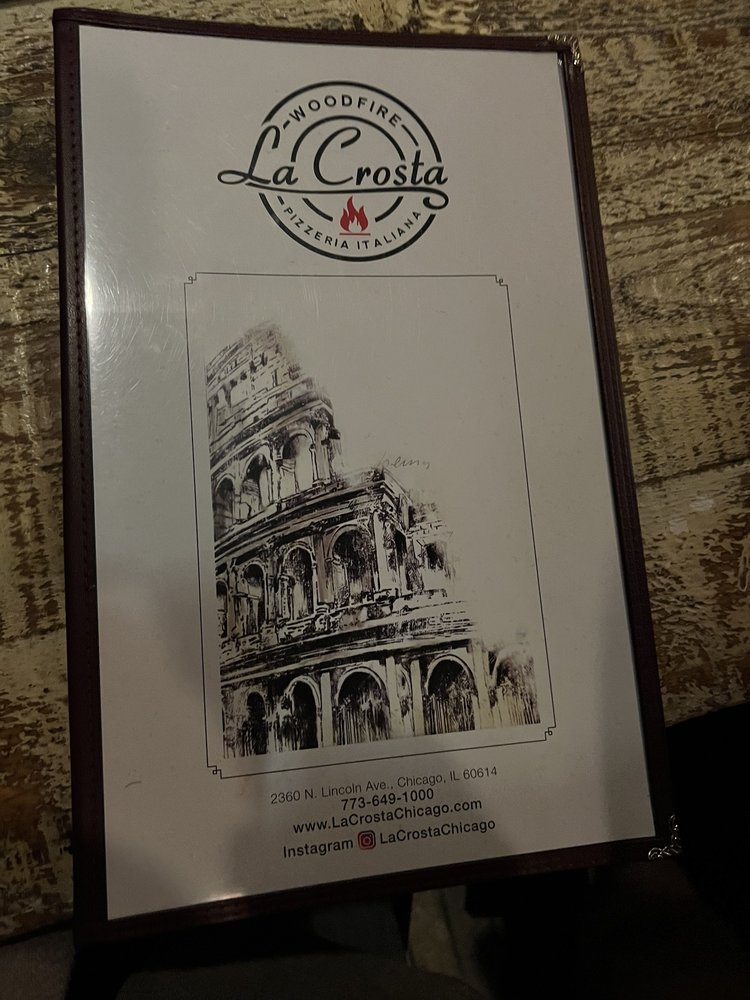 WOODFIRE
La Crosta
PIZZERIA ITALIANA
2360 N. Lincoln Ave., Chicago, IL 60614
773-649-1000
www.LaCrostaChicago.com
Instagram LaCrostaChicago